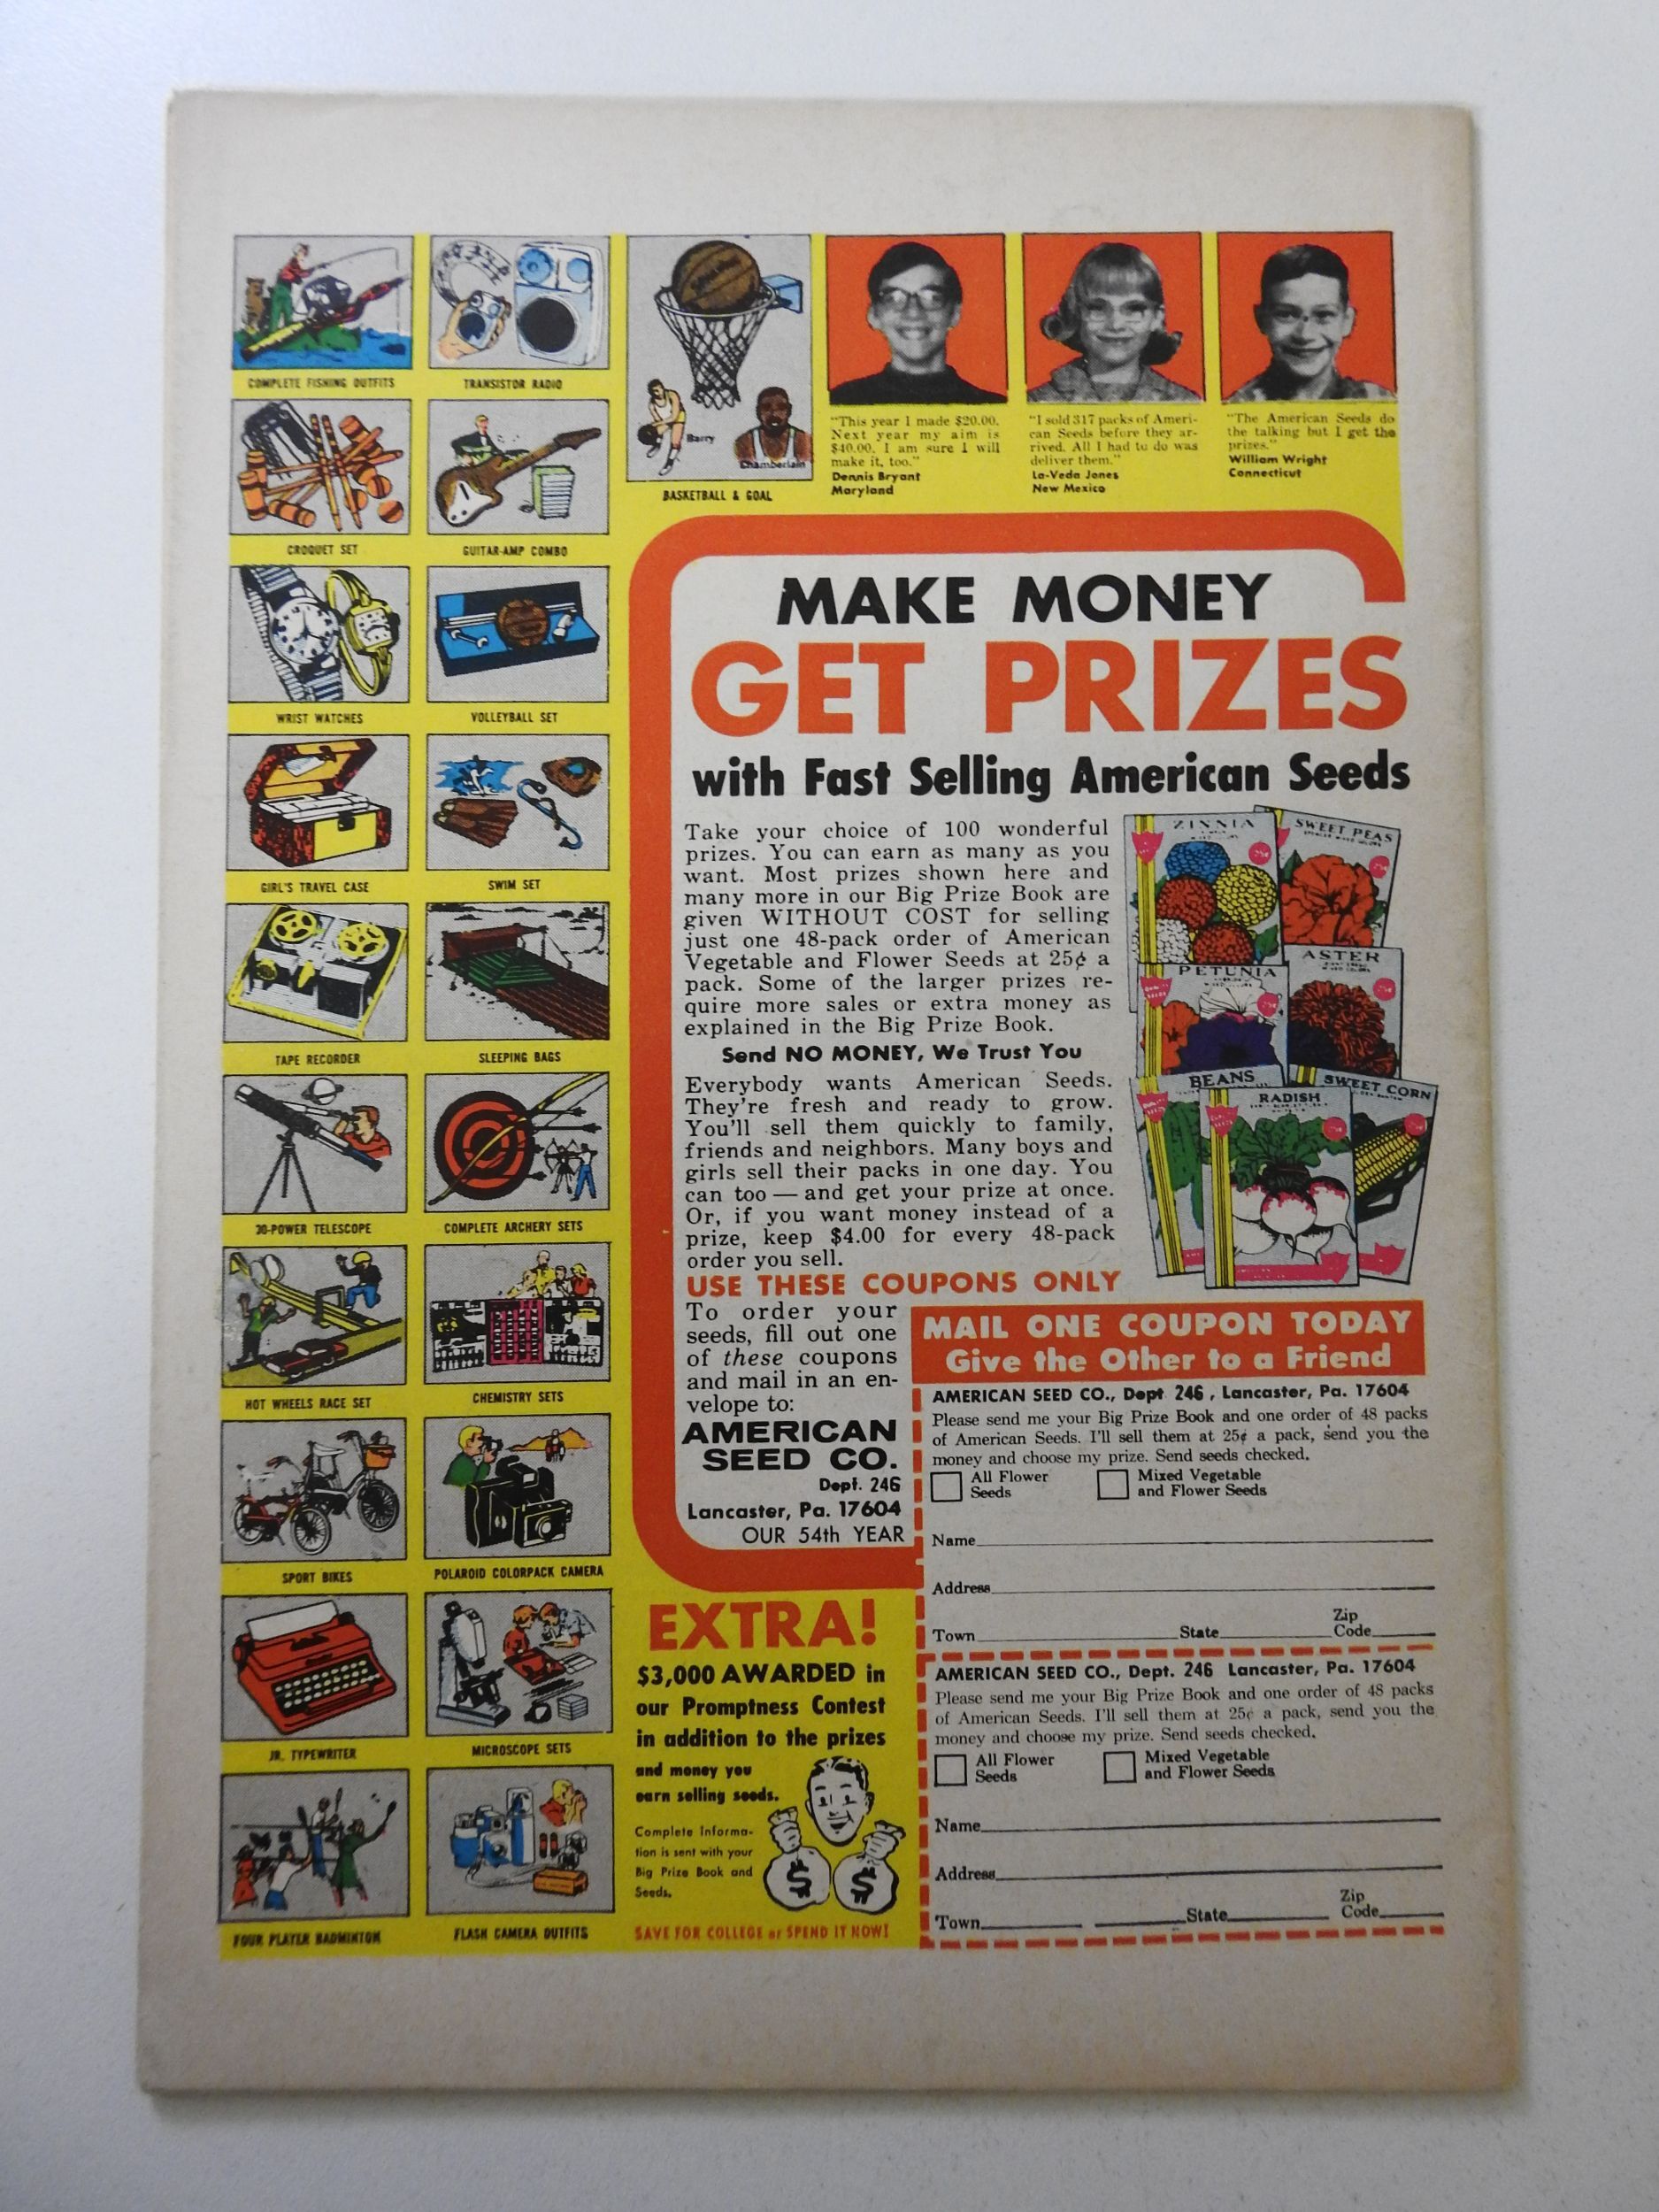 COMPLETE FISHING OUTFITS
TRANSISTOR RADIO
CROQUET SET
GUITAR-AMP COMBO
WRIST WATCHES
VOLLEYBALL SET
GIRL'S TRAVEL CASE
SWIM SET
TAPE RECORDER
SLEEPING BAGS
30-POWER TELESCOPE
COMPLETE ARCHERY SETS
HOT WHEELS RACE SET
CHEMISTRY SETS
SPORT BIKES
POLAROID COLORPACK CAMERA
JR. TYPEWRITER
MICROSCOPE SETS
FOUR PLAYER BADMINTON
FLASH CAMERA OUTFITS
Barry
Chamberlain
BASKETBALL & GOAL
"This year I made $20.00.
Next year my aim is
$40.00. I am sure I will
make it, too."
Dennis Bryant
Maryland
"I sold 317 packs of Ameri-
can Seeds before they ar-
rived. All I had to do was
deliver them."
La-Veda Jones
New Mexico
"The American Seeds do
the talking but I get the
prizes."
William Wright
Connecticut
MAKE MONEY
GET PRIZES
with Fast Selling American Seeds
Take your choice of 100 wonderful
prizes. You can earn as many as you
want. Most prizes shown here and
many more in our Big Prize Book are
given WITHOUT COST for selling
just one 48-pack order of American
Vegetable and Flower Seeds at 25¢ a
pack. Some of the larger prizes re-
quire more sales or extra money as
explained in the Big Prize Book.
Send NO MONEY, We Trust You
Everybody wants American Seeds.
They're fresh and ready to grow.
You'll sell them quickly to family,
friends and neighbors. Many boys and
girls sell their packs in one day. You
can too — and get your prize at once.
Or, if you want money instead of a
prize, keep $4.00 for every 48-pack
order you sell.
ZINNIA
SWEET PEAS
PETUNIA
ASTER
BEANS
RADISH
SWEET CORN
USE THESE COUPONS ONLY
To order your
seeds, fill out one
of these coupons
and mail in an en-
velope to:
AMERICAN
SEED CO.
Dept. 246
Lancaster, Pa. 17604
OUR 54th YEAR
EXTRA!
$3,000 AWARDED in
our Promptness Contest
in addition to the prizes
and money you
earn selling seeds.
Complete Informa-
tion is sent with your
Big Prize Book and
Seeds.
$ $
SAVE FOR COLLEGE or SPEND IT NOW!
MAIL ONE COUPON TODAY
Give the Other to a Friend
AMERICAN SEED CO., Dept 246, Lancaster, Pa. 17604
Please send me your Big Prize Book and one order of 48 packs
of American Seeds. I'll sell them at 25¢ a pack, send you the
money and choose my prize. Send seeds checked.
All Flower Seeds
Mixed Vegetable and Flower Seeds
Name
Address
Town State Zip Code
AMERICAN SEED CO., Dept. 246 Lancaster, Pa. 17604
Please send me your Big Prize Book and one order of 48 packs
of American Seeds. I'll sell them at 25¢ a pack, send you the
money and choose my prize. Send seeds checked.
All Flower Seeds
Mixed Vegetable and Flower Seeds
Name
Address
Town State Zip Code